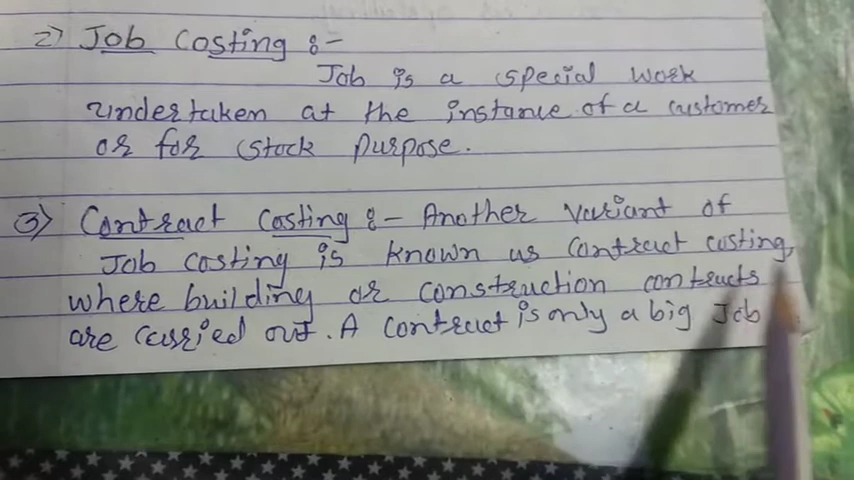 2) Job Costing :-
Job is a special work
undertaken at the instance of a customer
or for stock purpose.
3) Contract Costing :- Another variant of
Job costing is known as contract costing,
where building or construction contracts
are carried out. A contract is only a big Job